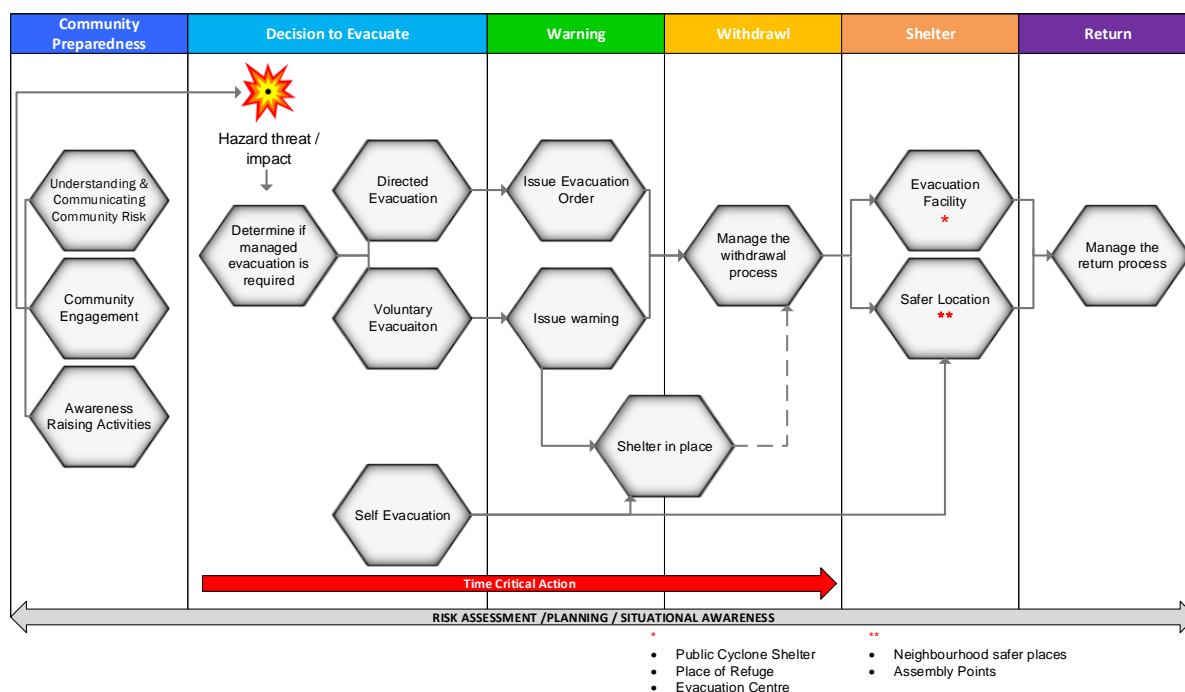 Community
Preparedness
Decision to Evacuate
Warning
Withdrawl
Shelter
Return
Hazard threat /
impact
Understanding &
Communicating
Community Risk
Community
Engagement
Awareness
Raising Activities
Determine if
managed
evacuation is
required
Directed
Evacuation
Voluntary
Evacuaiton
Self Evacuation
Issue Evacuation
Order
Issue warning
Shelter in place
Manage the
withdrawal
process
Evacuation
Facility
*
Safer Location
**
Manage the
return process
Time Critical Action
RISK ASSESSMENT /PLANNING / SITUATIONAL AWARENESS
*
• Public Cyclone Shelter
• Place of Refuge
• Evacuation Centre
**
• Neighbourhood safer places
• Assembly Points